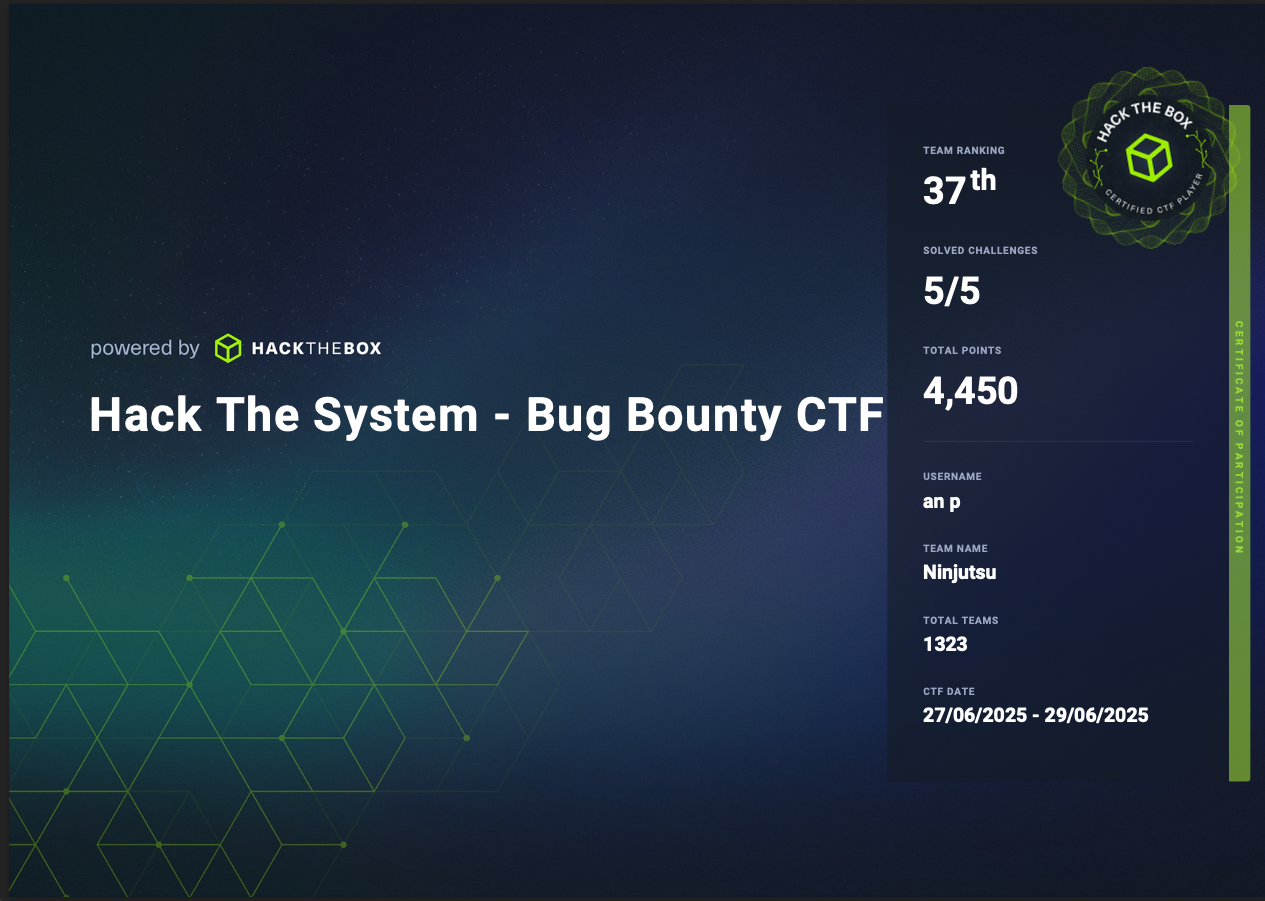 powered by HACKTHEBOX
Hack The System - Bug Bounty CTF
HACK THE BOX
CERTIFIED CTF PLAYER
TEAM RANKING
37th
SOLVED CHALLENGES
5/5
TOTAL POINTS
4,450
USERNAME
an p
TEAM NAME
Ninjutsu
TOTAL TEAMS
1323
CTF DATE
27/06/2025 - 29/06/2025
CERTIFICATE OF PARTICIPATION